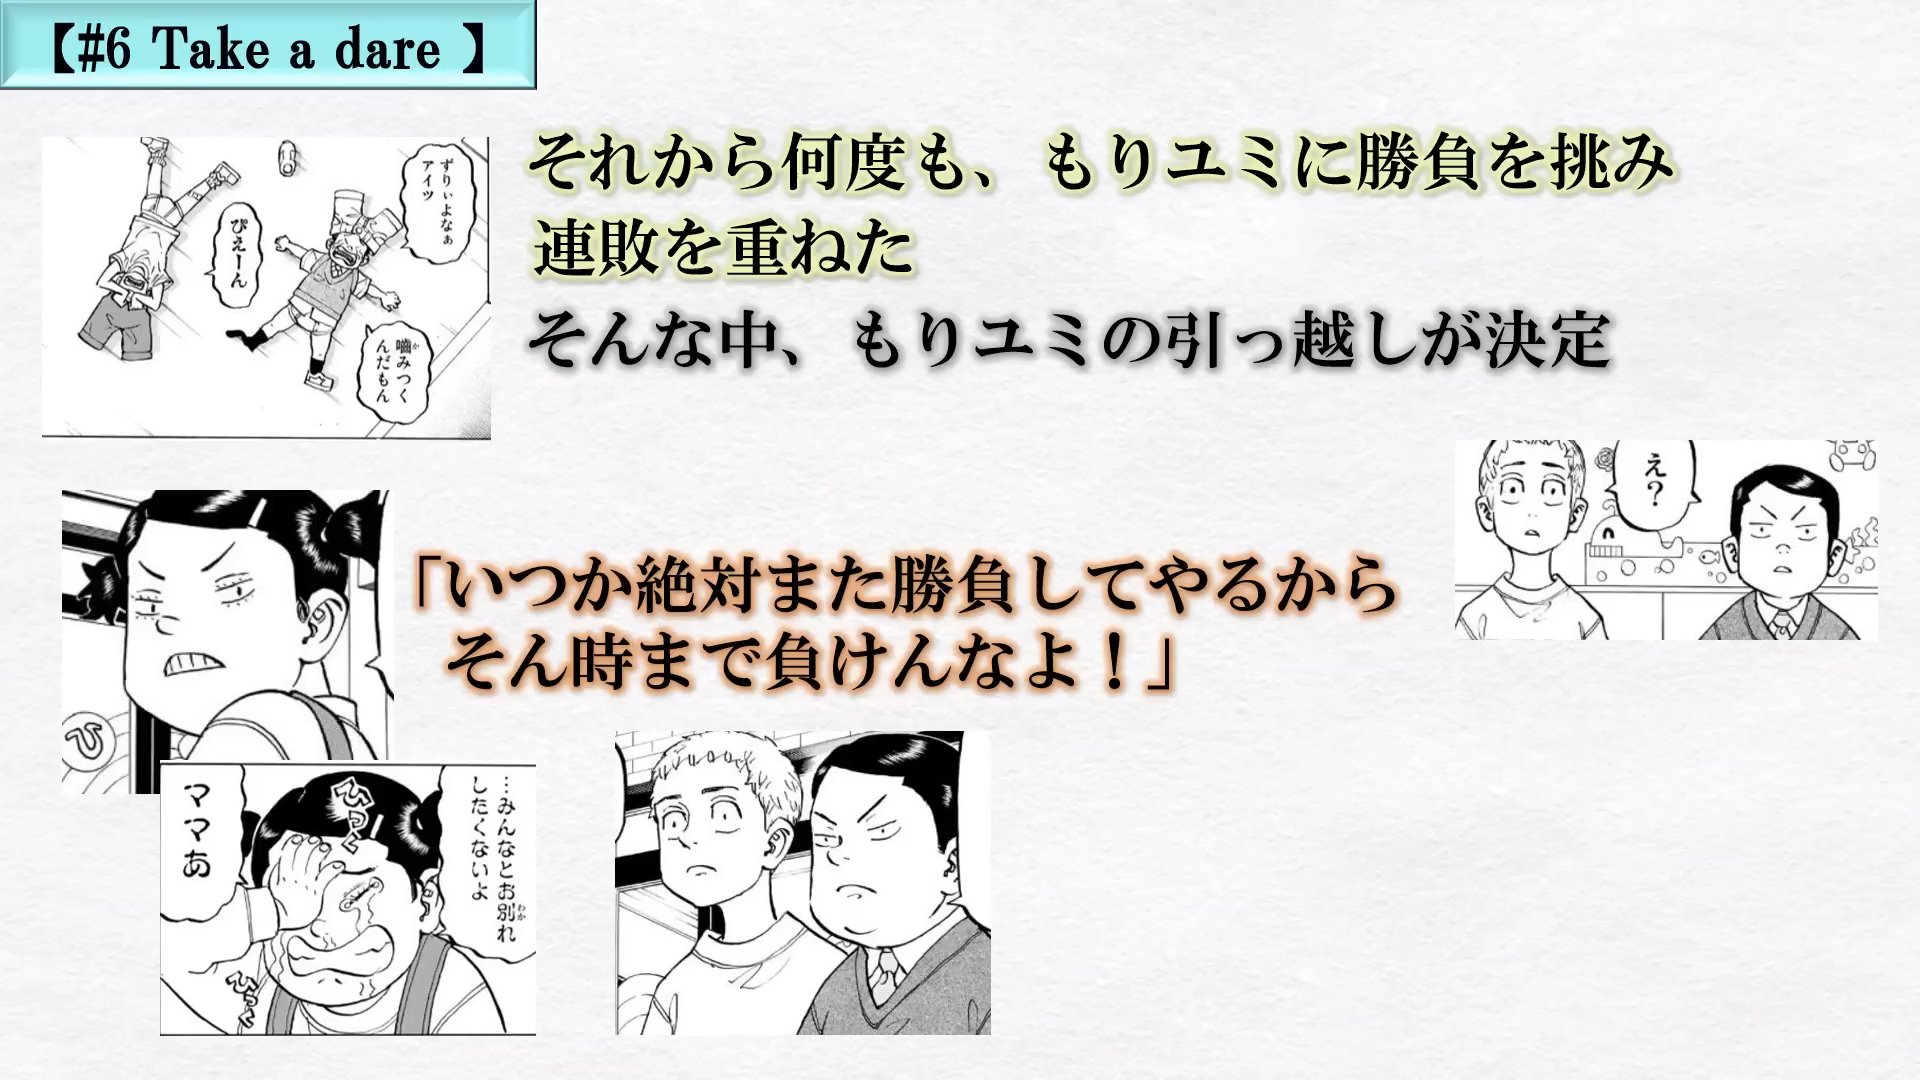 【#6 Take a dare 】
それから何度も、もりユミに勝負を挑み
連敗を重ねた
そんな中、もりユミの引っ越しが決定
ずりぃよなぁ
アイツ
ぴえーん
噛みつく
んだもん
え?
「いつか絶対また勝負してやるから
そん時まで負けんなよ！」
ひ
…みんなとお別れ
したくないよ
ママぁ
ひっく
ひっく